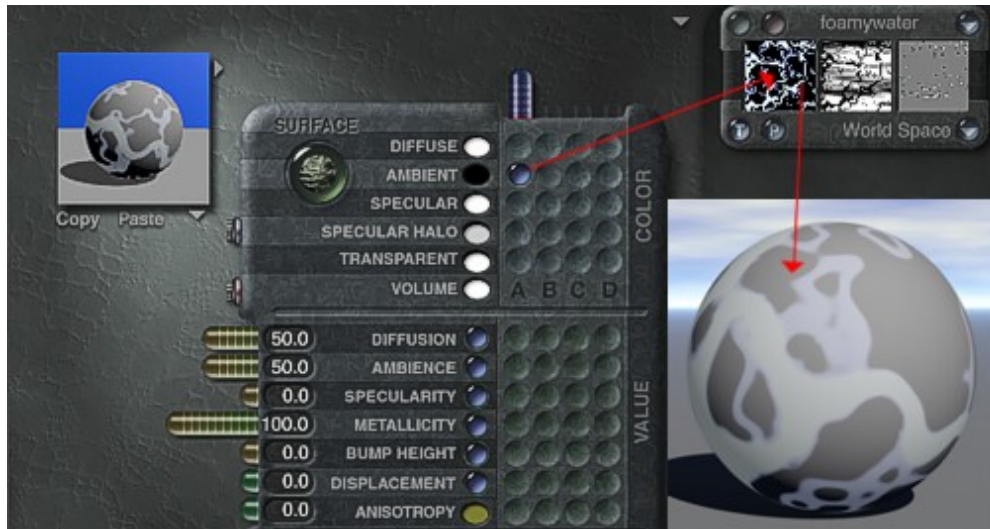 foamywater
World Space
T P
Copy Paste
SURFACE
DIFFUSE
AMBIENT
SPECULAR
SPECULAR HALO
TRANSPARENT
VOLUME
A B C D
COLOR
50.0 DIFFUSION
50.0 AMBIENCE
0.0 SPECULARITY
100.0 METALLICITY
0.0 BUMP HEIGHT
0.0 DISPLACEMENT
0.0 ANISOTROPY
VALUE